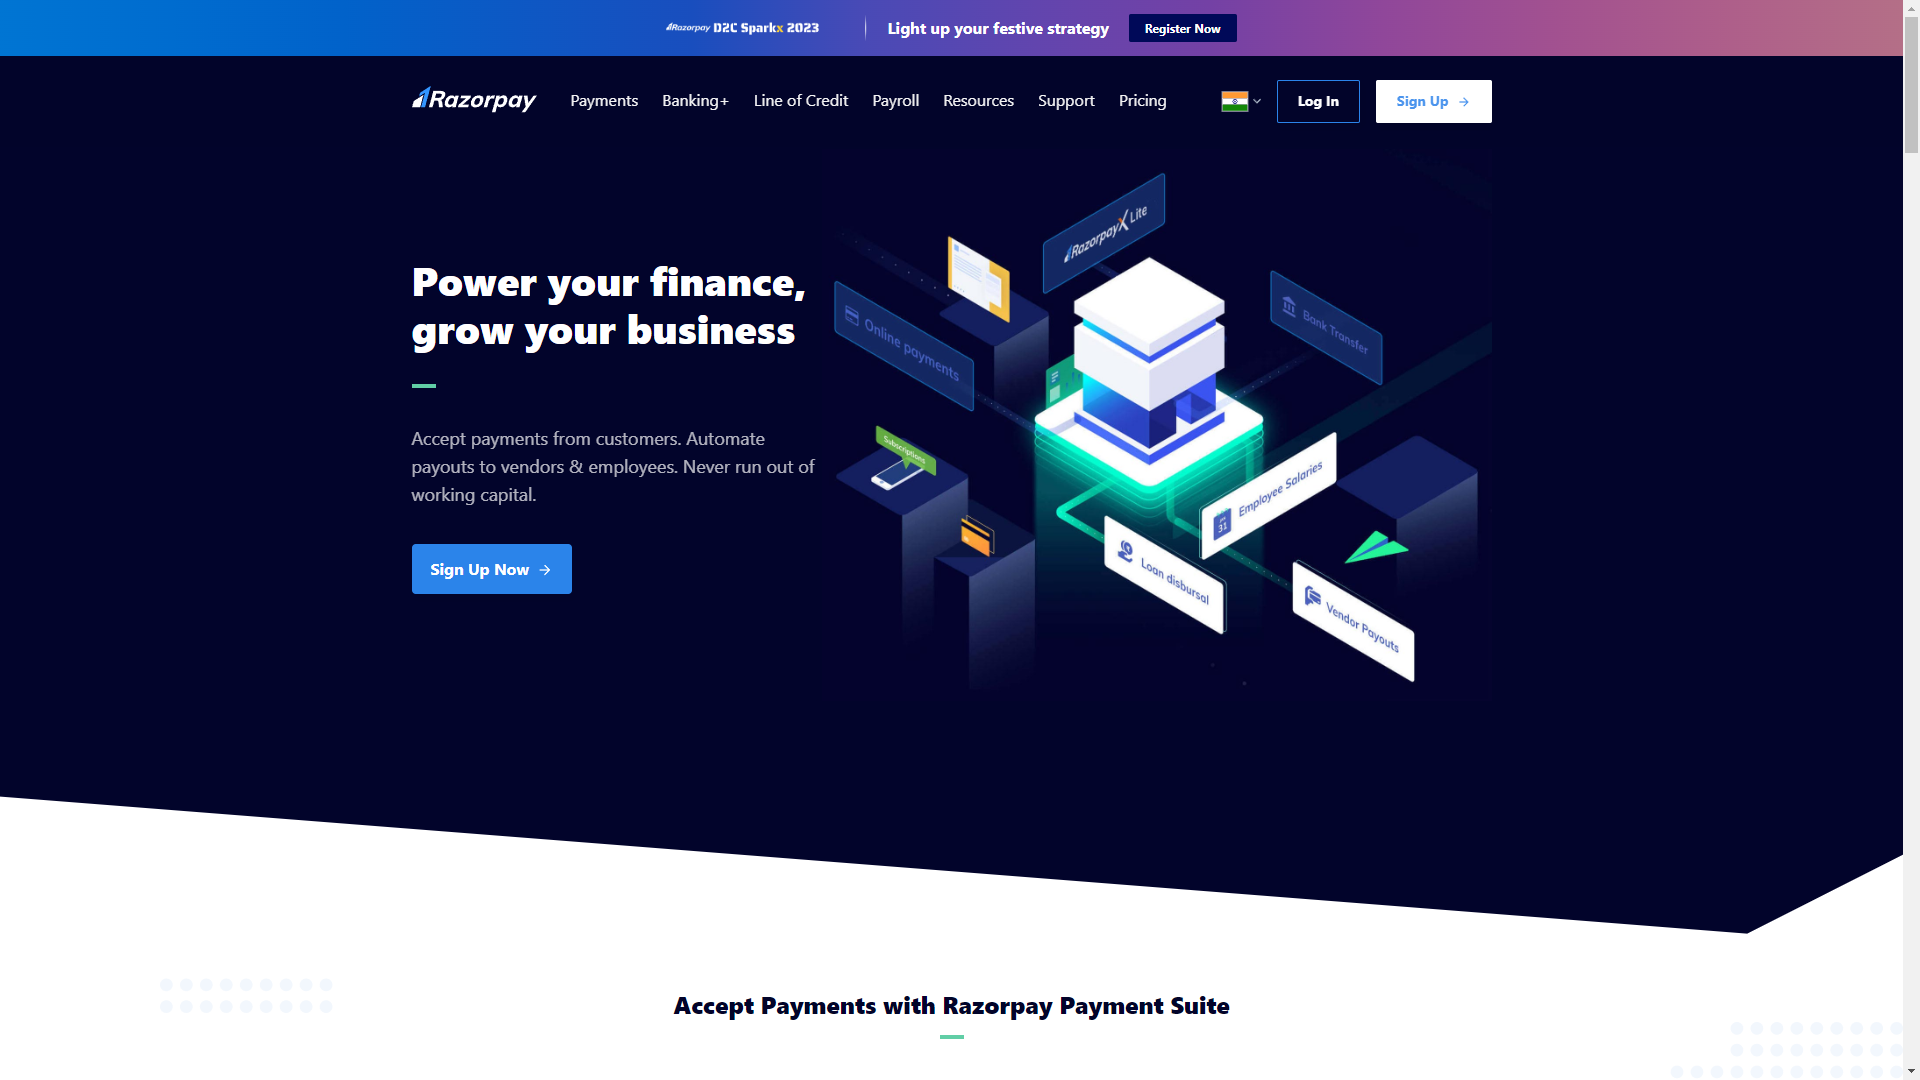 Razorpay D2C Sparkx 2023
Light up your festive strategy
Register Now
Razorpay
Payments
Banking+
Line of Credit
Payroll
Resources
Support
Pricing
Log In
Sign Up
Power your finance,
grow your business
Accept payments from customers. Automate
payouts to vendors & employees. Never run out of
working capital.
Sign Up Now
RazorpayX Lite
Online payments
Bank Transfer
Subscriptions
Employee Salaries
31
Loan disbursal
Vendor Payouts
Accept Payments with Razorpay Payment Suite